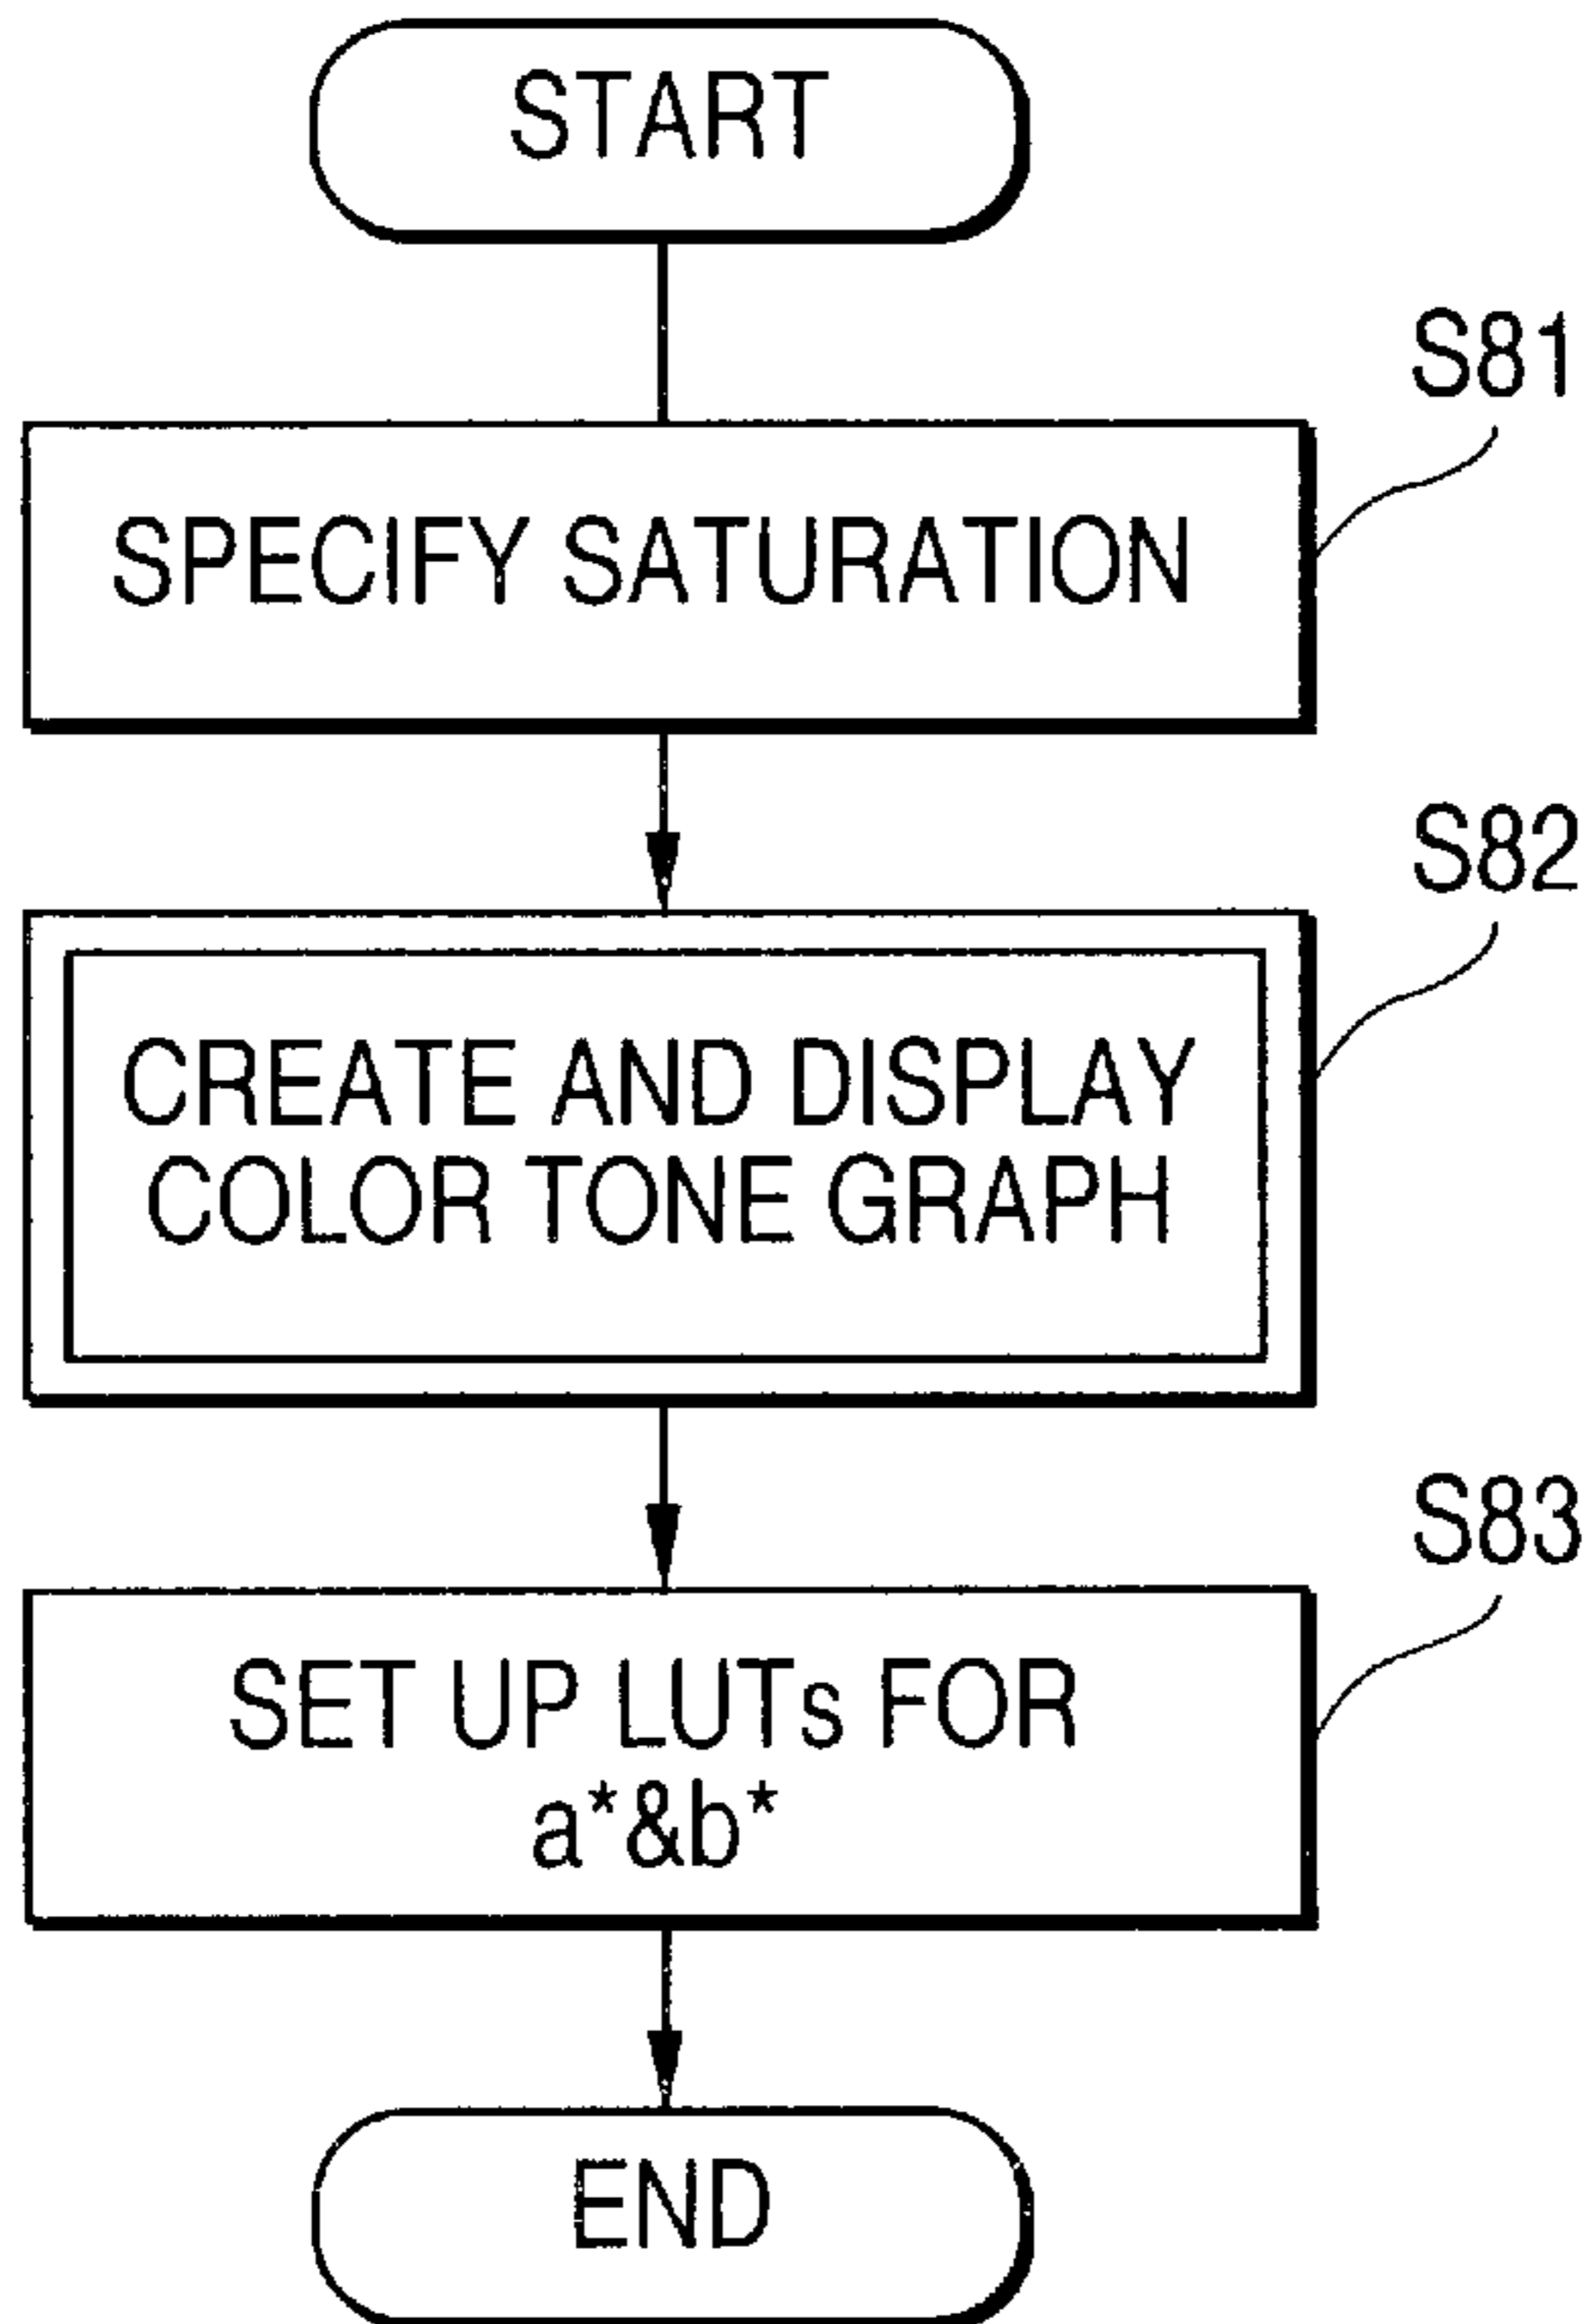 START
S81
SPECIFY SATURATION
S82
CREATE AND DISPLAY
COLOR TONE GRAPH
S83
SET UP LUTs FOR
a*&b*
END